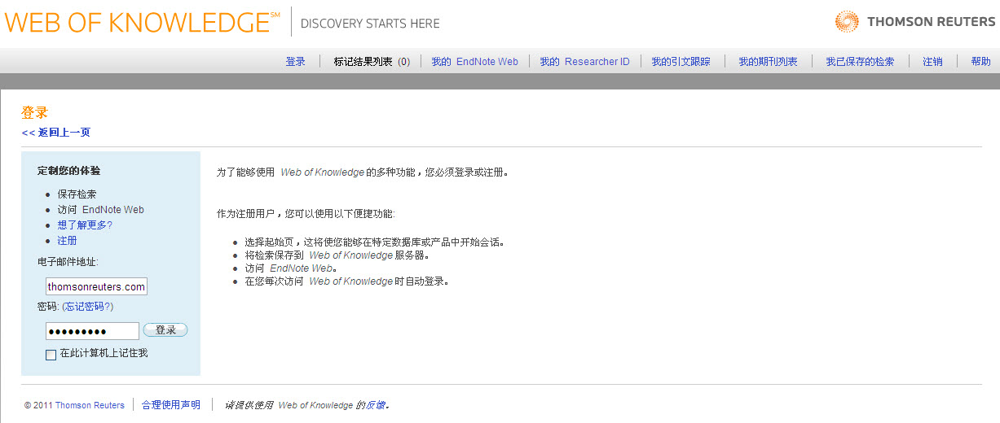 WEB OF KNOWLEDGE℠ DISCOVERY STARTS HERE THOMSON REUTERS
登录 标记结果列表 (0) 我的 EndNote Web 我的 Researcher ID 我的引文跟踪 我的期刊列表 我已保存的检索 注销 帮助
登录
<< 返回上一页
定制您的体验
保存检索
访问 EndNote Web
想了解更多?
注册
电子邮件地址:
thomsonreuters.com
密码: (忘记密码?)
●●●●●●●●● 登录
在此计算机上记住我
为了能够使用 Web of Knowledge 的多种功能，您必须登录或注册。
作为注册用户，您可以使用以下便捷功能:
选择起始页，这将使您能够在特定数据库或产品中开始会话。
将检索保存到 Web of Knowledge 服务器。
访问 EndNote Web。
在您每次访问 Web of Knowledge 时自动登录。
© 2011 Thomson Reuters 合理使用声明 请提供使用 Web of Knowledge 的反馈。